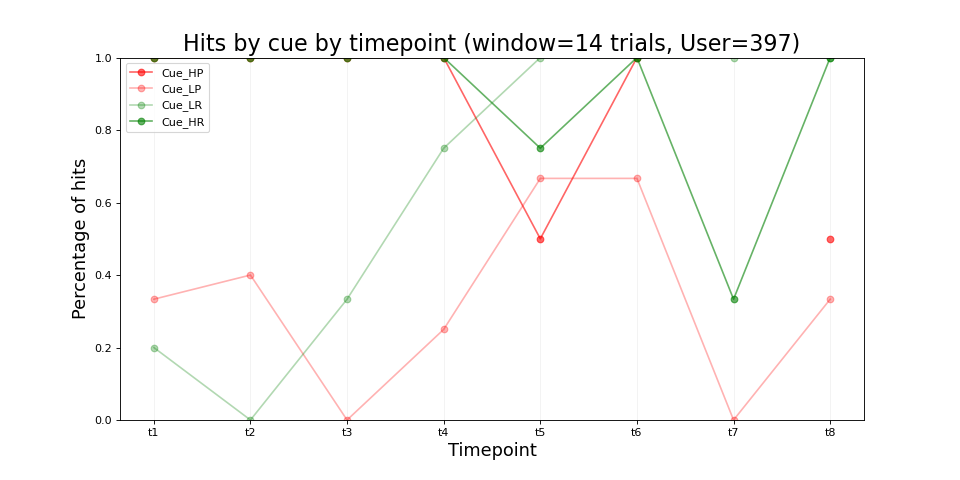 Hits by cue by timepoint (window=14 trials, User=397)
Percentage of hits
1.0
0.8
0.6
0.4
0.2
0.0
Cue_HP
Cue_LP
Cue_LR
Cue_HR
t1 t2 t3 t4 t5 t6 t7 t8
Timepoint